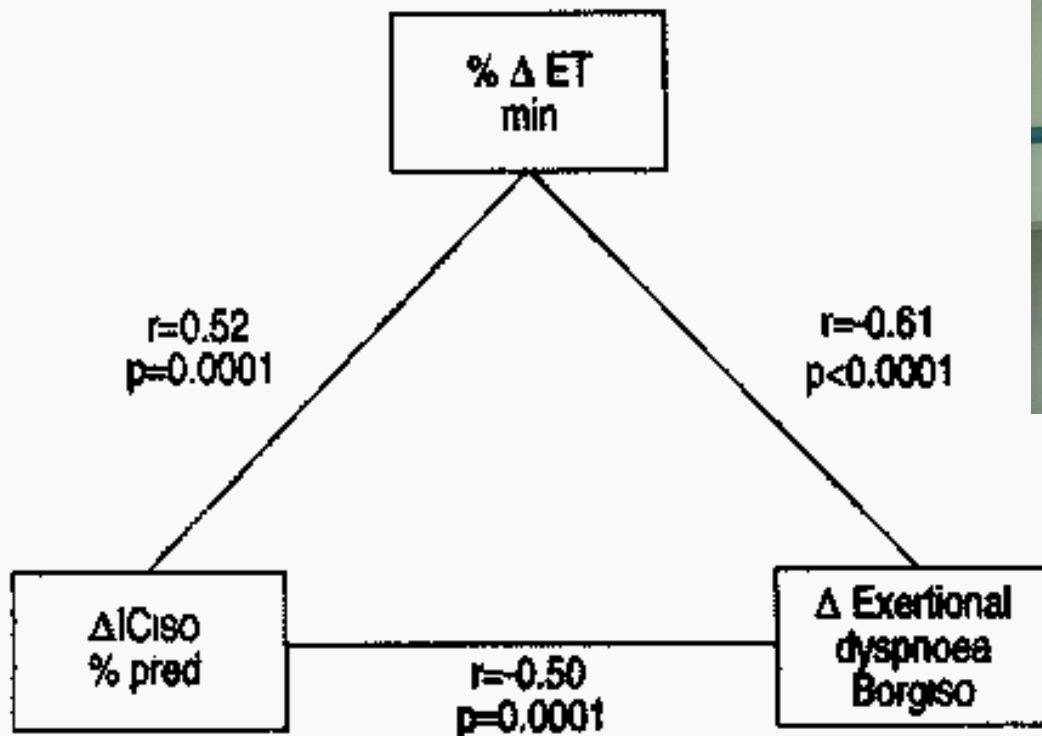 % Δ ET
min
r=0.52
p=0.0001
r=-0.61
p<0.0001
ΔICISO
% pred
r=-0.50
p=0.0001
Δ Exertional
dyspnoea
BorgISO